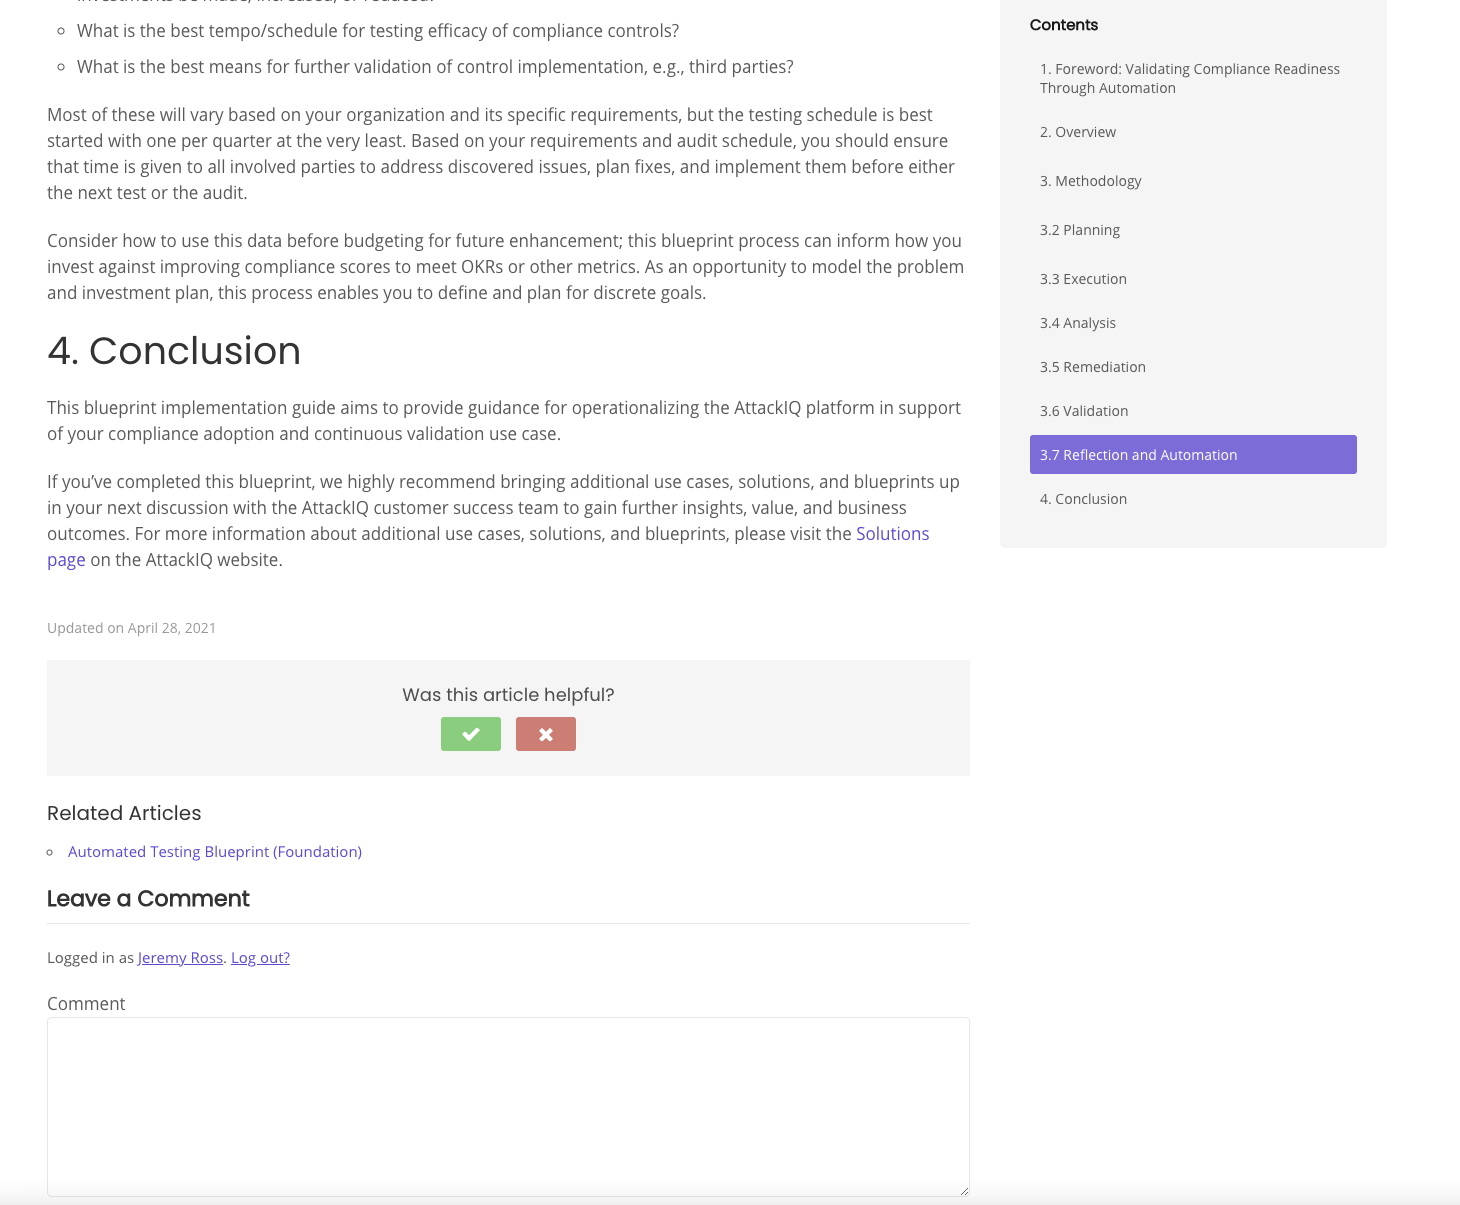 What is the best tempo/schedule for testing efficacy of compliance controls?
What is the best means for further validation of control implementation, e.g., third parties?
Most of these will vary based on your organization and its specific requirements, but the testing schedule is best
started with one per quarter at the very least. Based on your requirements and audit schedule, you should ensure
that time is given to all involved parties to address discovered issues, plan fixes, and implement them before either
the next test or the audit.
Consider how to use this data before budgeting for future enhancement; this blueprint process can inform how you
invest against improving compliance scores to meet OKRs or other metrics. As an opportunity to model the problem
and investment plan, this process enables you to define and plan for discrete goals.
4. Conclusion
This blueprint implementation guide aims to provide guidance for operationalizing the AttackIQ platform in support
of your compliance adoption and continuous validation use case.
If you’ve completed this blueprint, we highly recommend bringing additional use cases, solutions, and blueprints up
in your next discussion with the AttackIQ customer success team to gain further insights, value, and business
outcomes. For more information about additional use cases, solutions, and blueprints, please visit the Solutions
page on the AttackIQ website.
Updated on April 28, 2021
Was this article helpful?
Related Articles
Automated Testing Blueprint (Foundation)
Leave a Comment
Logged in as Jeremy Ross. Log out?
Comment
Contents
1. Foreword: Validating Compliance Readiness
Through Automation
2. Overview
3. Methodology
3.2 Planning
3.3 Execution
3.4 Analysis
3.5 Remediation
3.6 Validation
3.7 Reflection and Automation
4. Conclusion